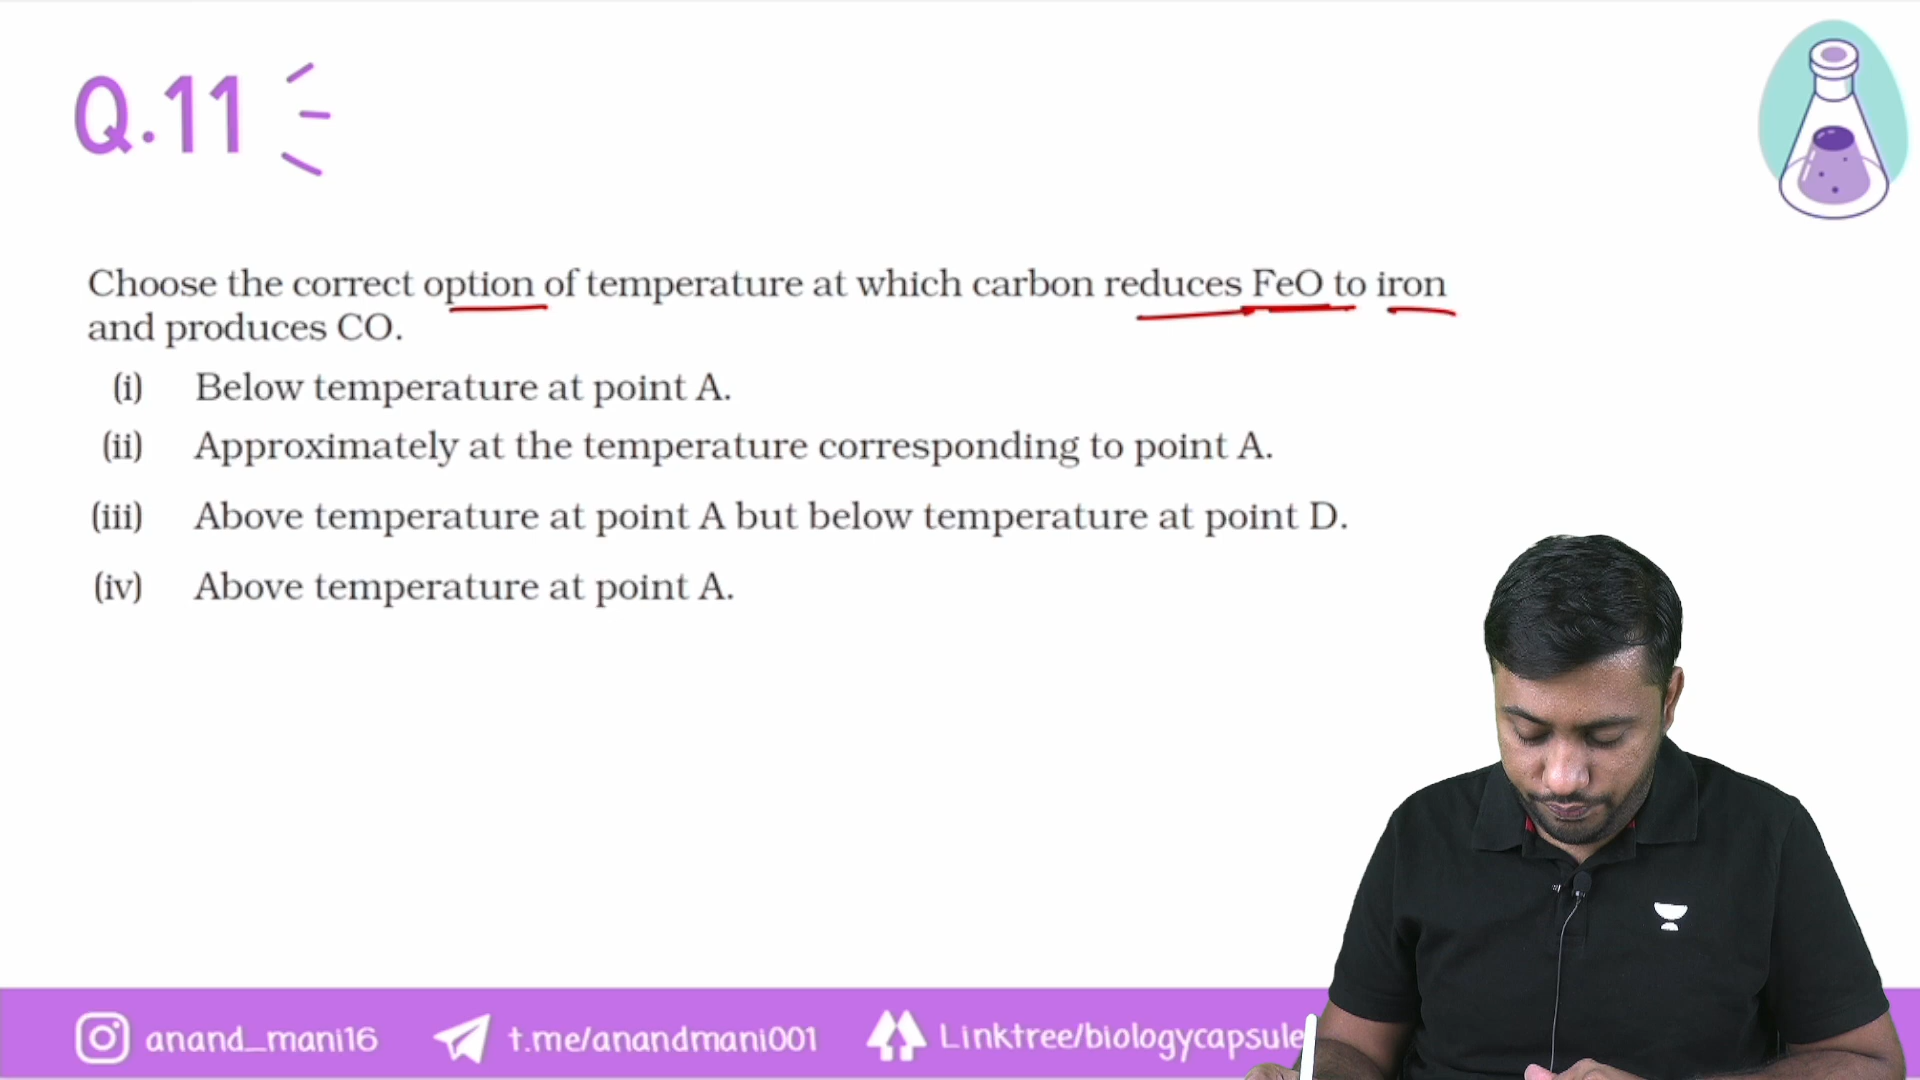 Q.11
Choose the correct option of temperature at which carbon reduces FeO to iron
and produces CO.
(i) Below temperature at point A.
(ii) Approximately at the temperature corresponding to point A.
(iii) Above temperature at point A but below temperature at point D.
(iv) Above temperature at point A.
anand_mani16 t.me/anandmani001 Linktree/biologycapsule